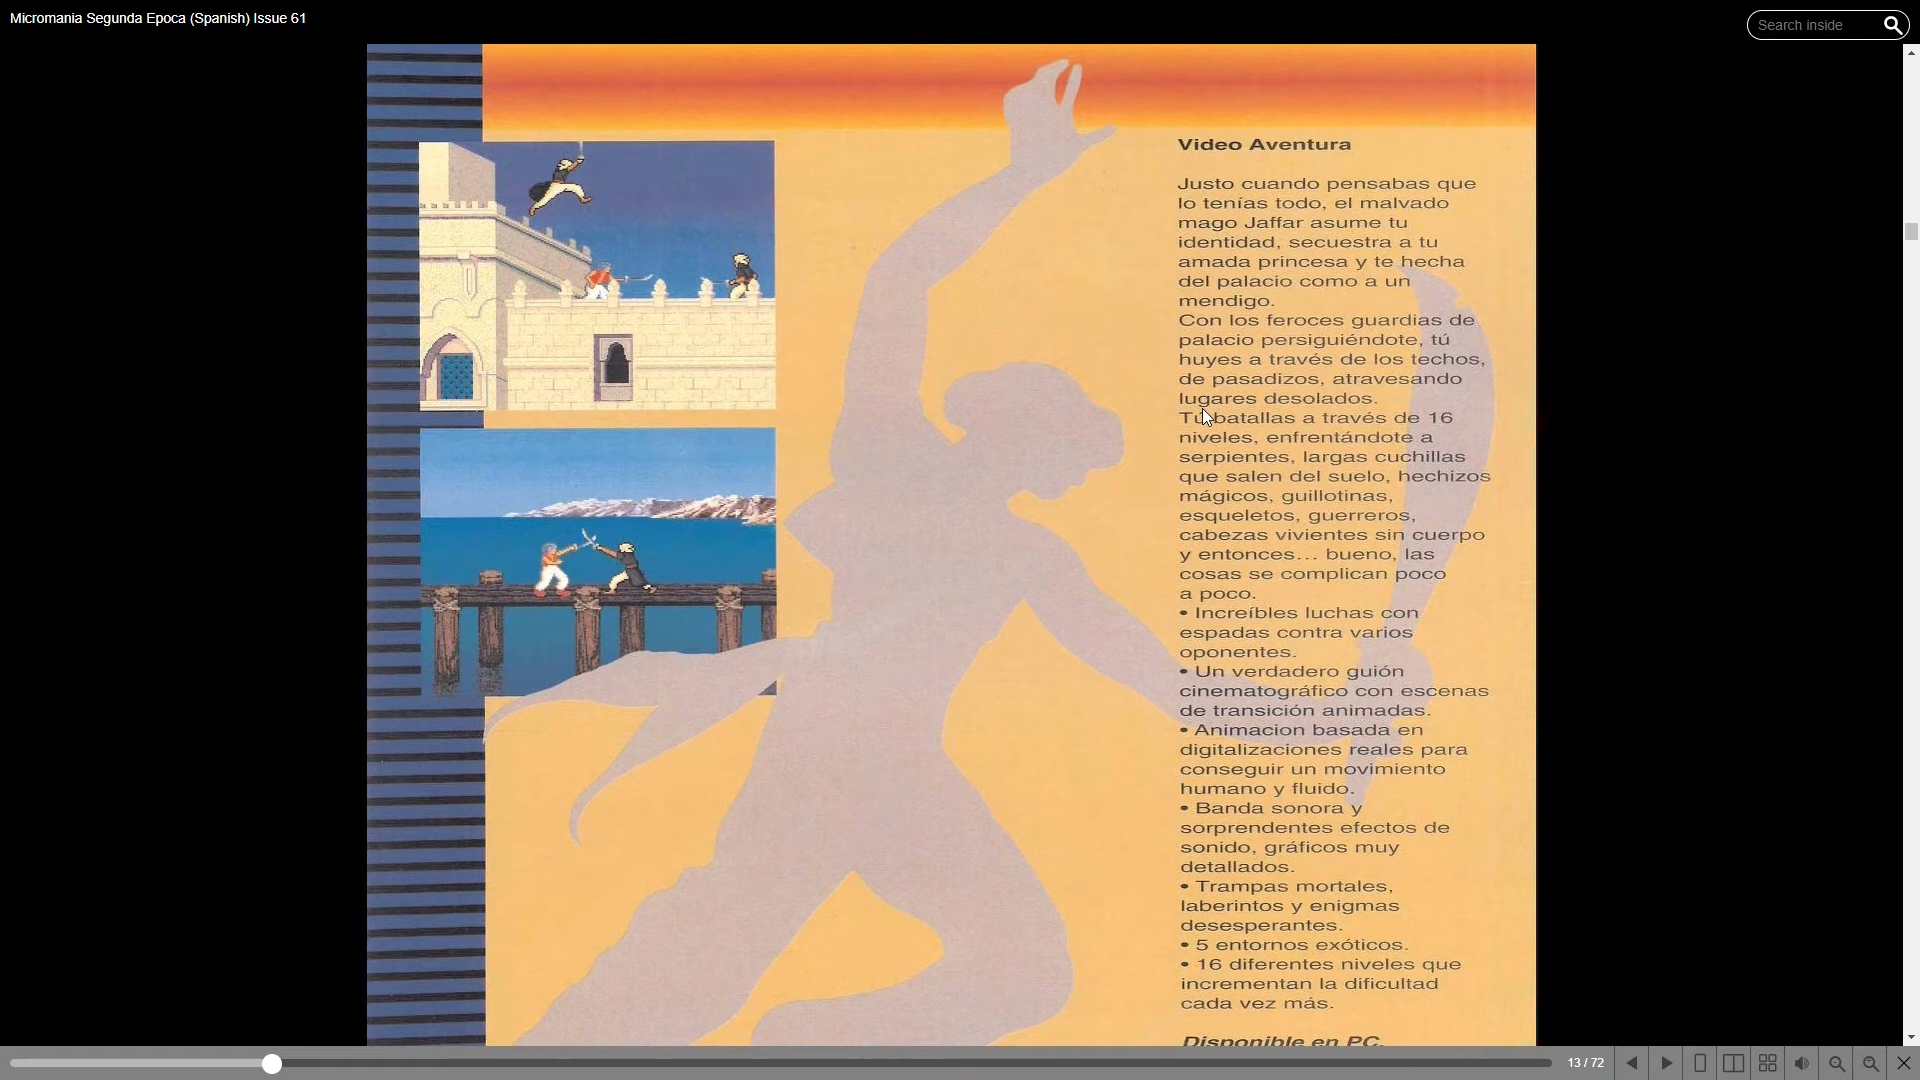 Micromania Segunda Epoca (Spanish) Issue 61
Search inside
Video Aventura
Justo cuando pensabas que
lo tenías todo, el malvado
mago Jaffar asume tu
identidad, secuestra a tu
amada princesa y te hecha
del palacio como a un
mendigo.
Con los feroces guardias de
palacio persiguiéndote, tú
huyes a través de los techos,
de pasadizos, atravesando
lugares desolados.
Tú batallas a través de 16
niveles, enfrentándote a
serpientes, largas cuchillas
que salen del suelo, hechizos
mágicos, guillotinas,
esqueletos, guerreros,
cabezas vivientes sin cuerpo
y entonces... bueno, las
cosas se complican poco
a poco.
• Increíbles luchas con
espadas contra varios
oponentes.
• Un verdadero guión
cinematográfico con escenas
de transición animadas.
• Animacion basada en
digitalizaciones reales para
conseguir un movimiento
humano y fluido.
• Banda sonora y
sorprendentes efectos de
sonido, gráficos muy
detallados.
• Trampas mortales,
laberintos y enigmas
desesperantes.
• 5 entornos exóticos.
• 16 diferentes niveles que
incrementan la dificultad
cada vez más.
Disponible en PC.
13 / 72